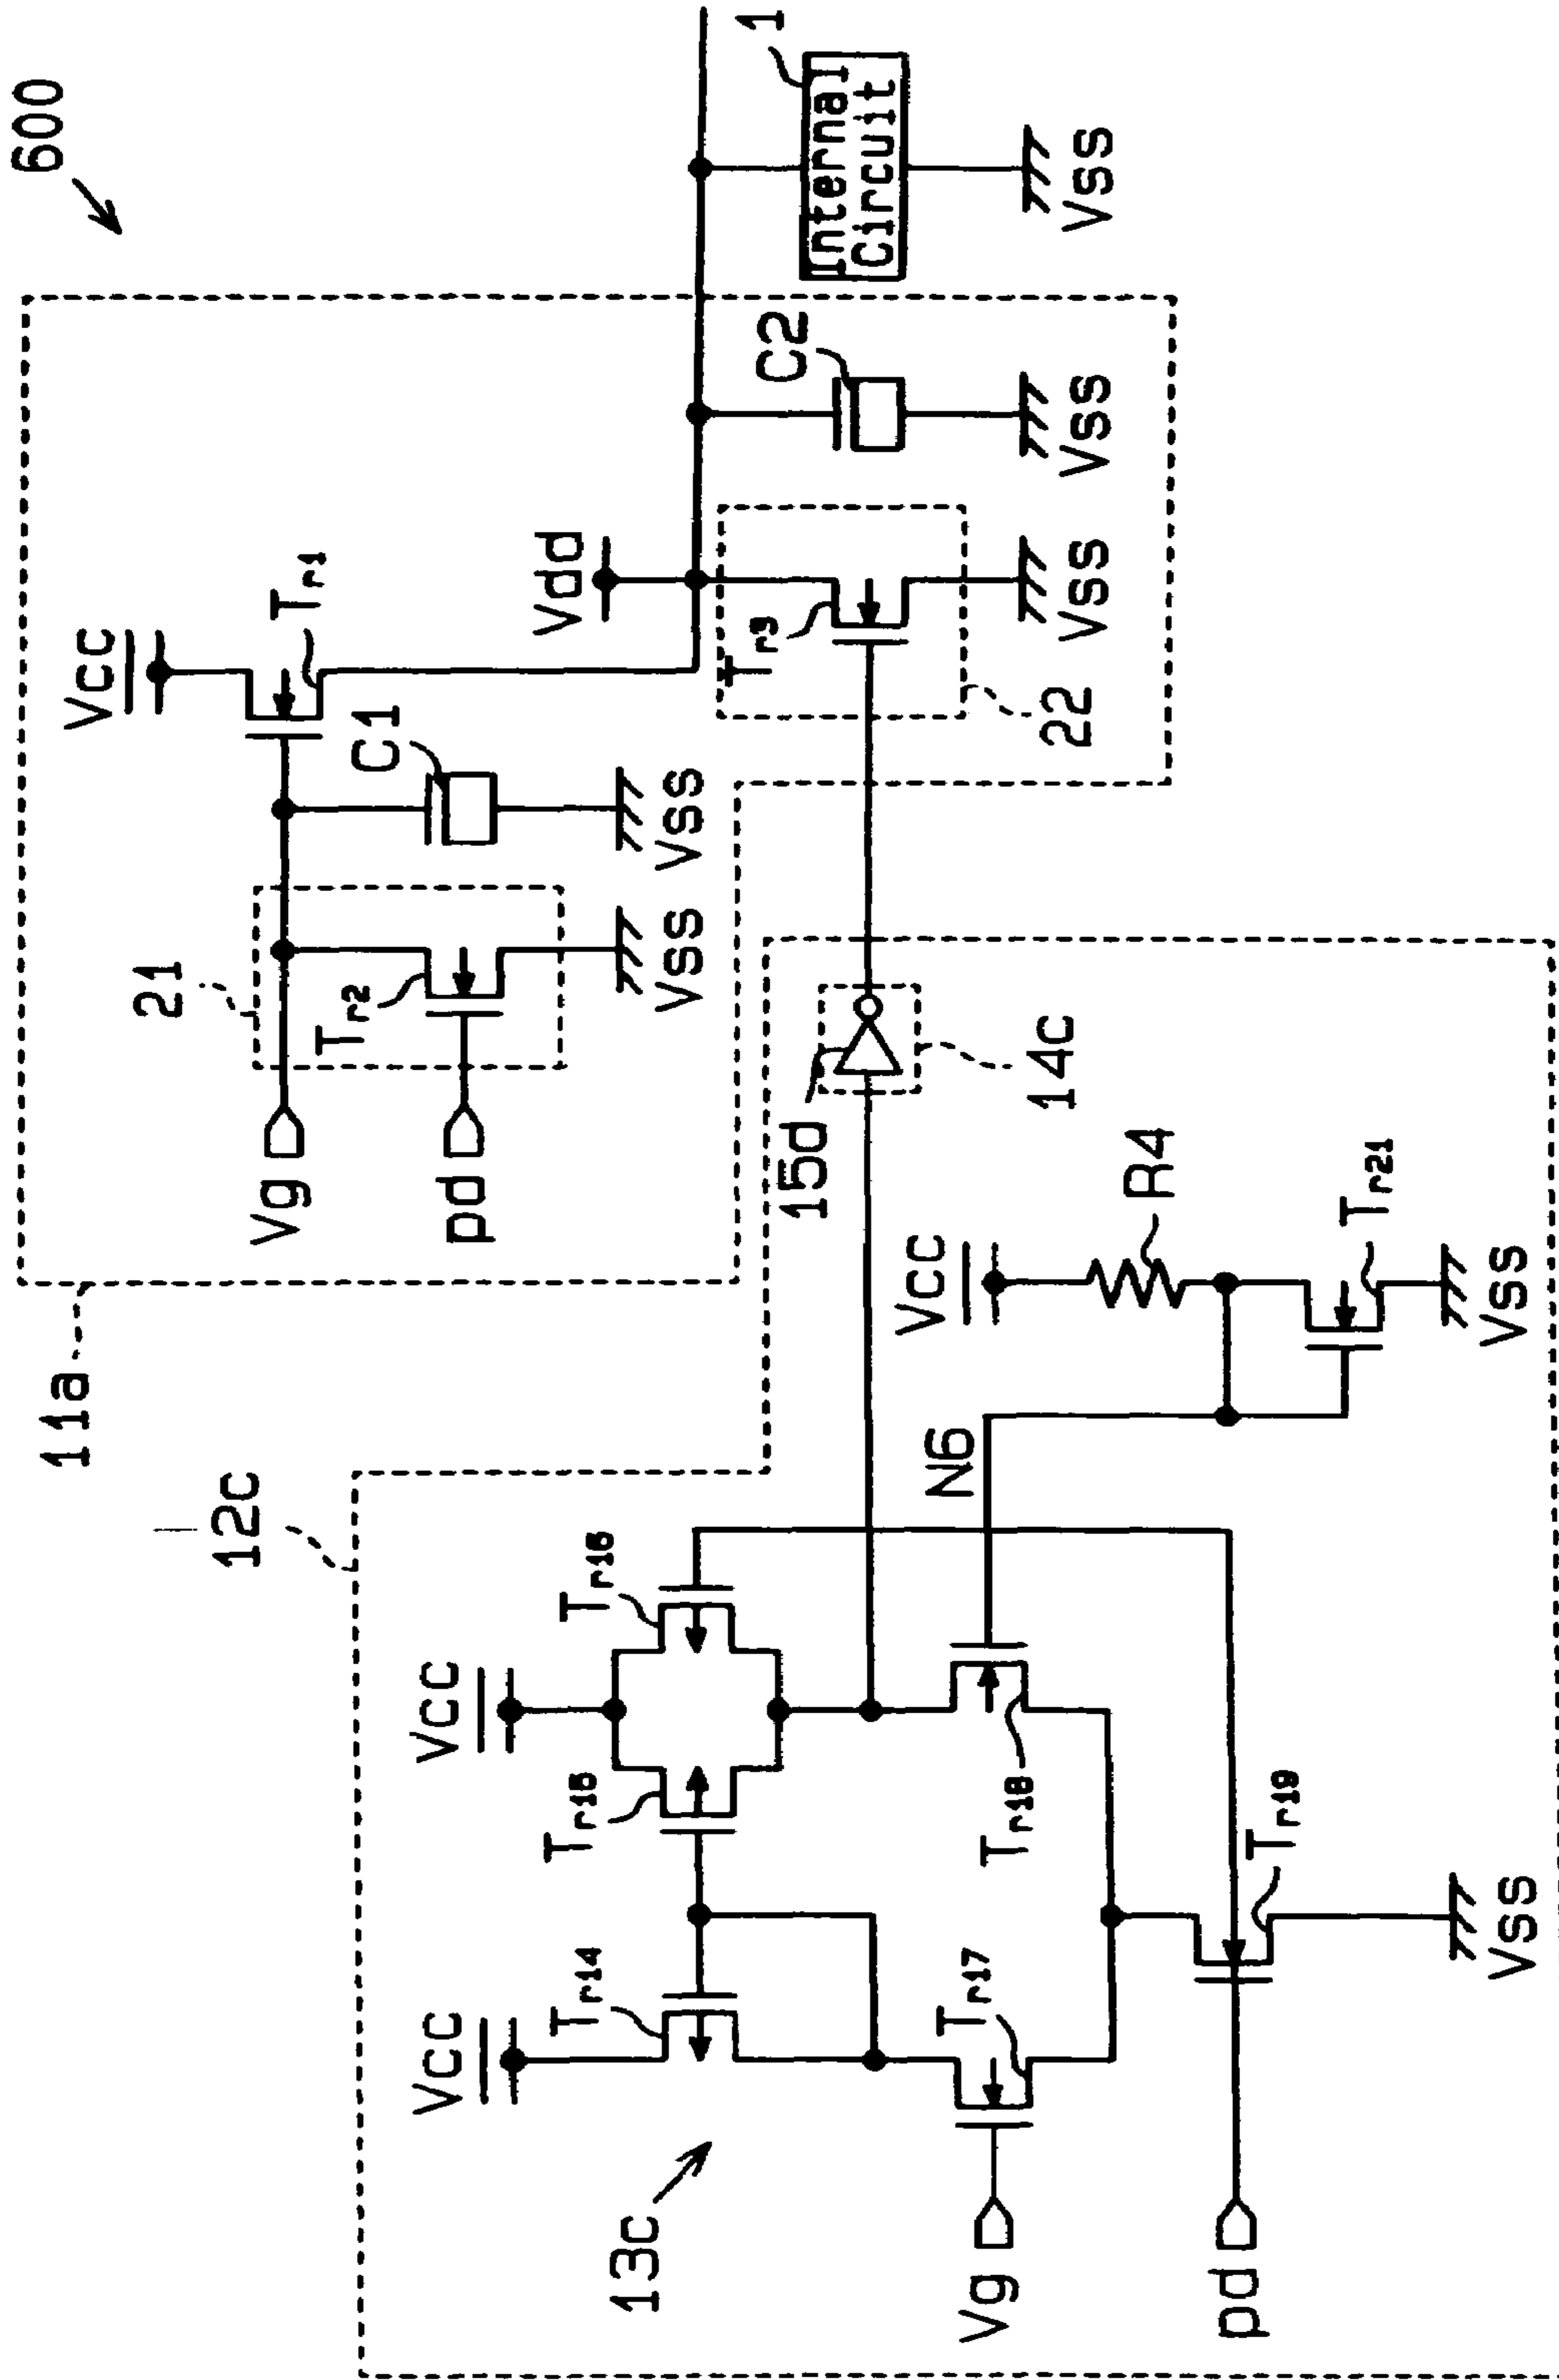 600
11a
Vcc
Tr1
21
Vg
Tr2
C1
pd
Vss
Vss
Vdd
Tr3
C2
1
Internal
Circuit
22
Vss
Vss
Vss
12c
13c
Vcc
Vcc
Tr14
Tr15
Tr16
15d
14c
N6
Vcc
R4
Vg
Tr17
Tr18
Tr21
pd
Tr19
Vss
Vss